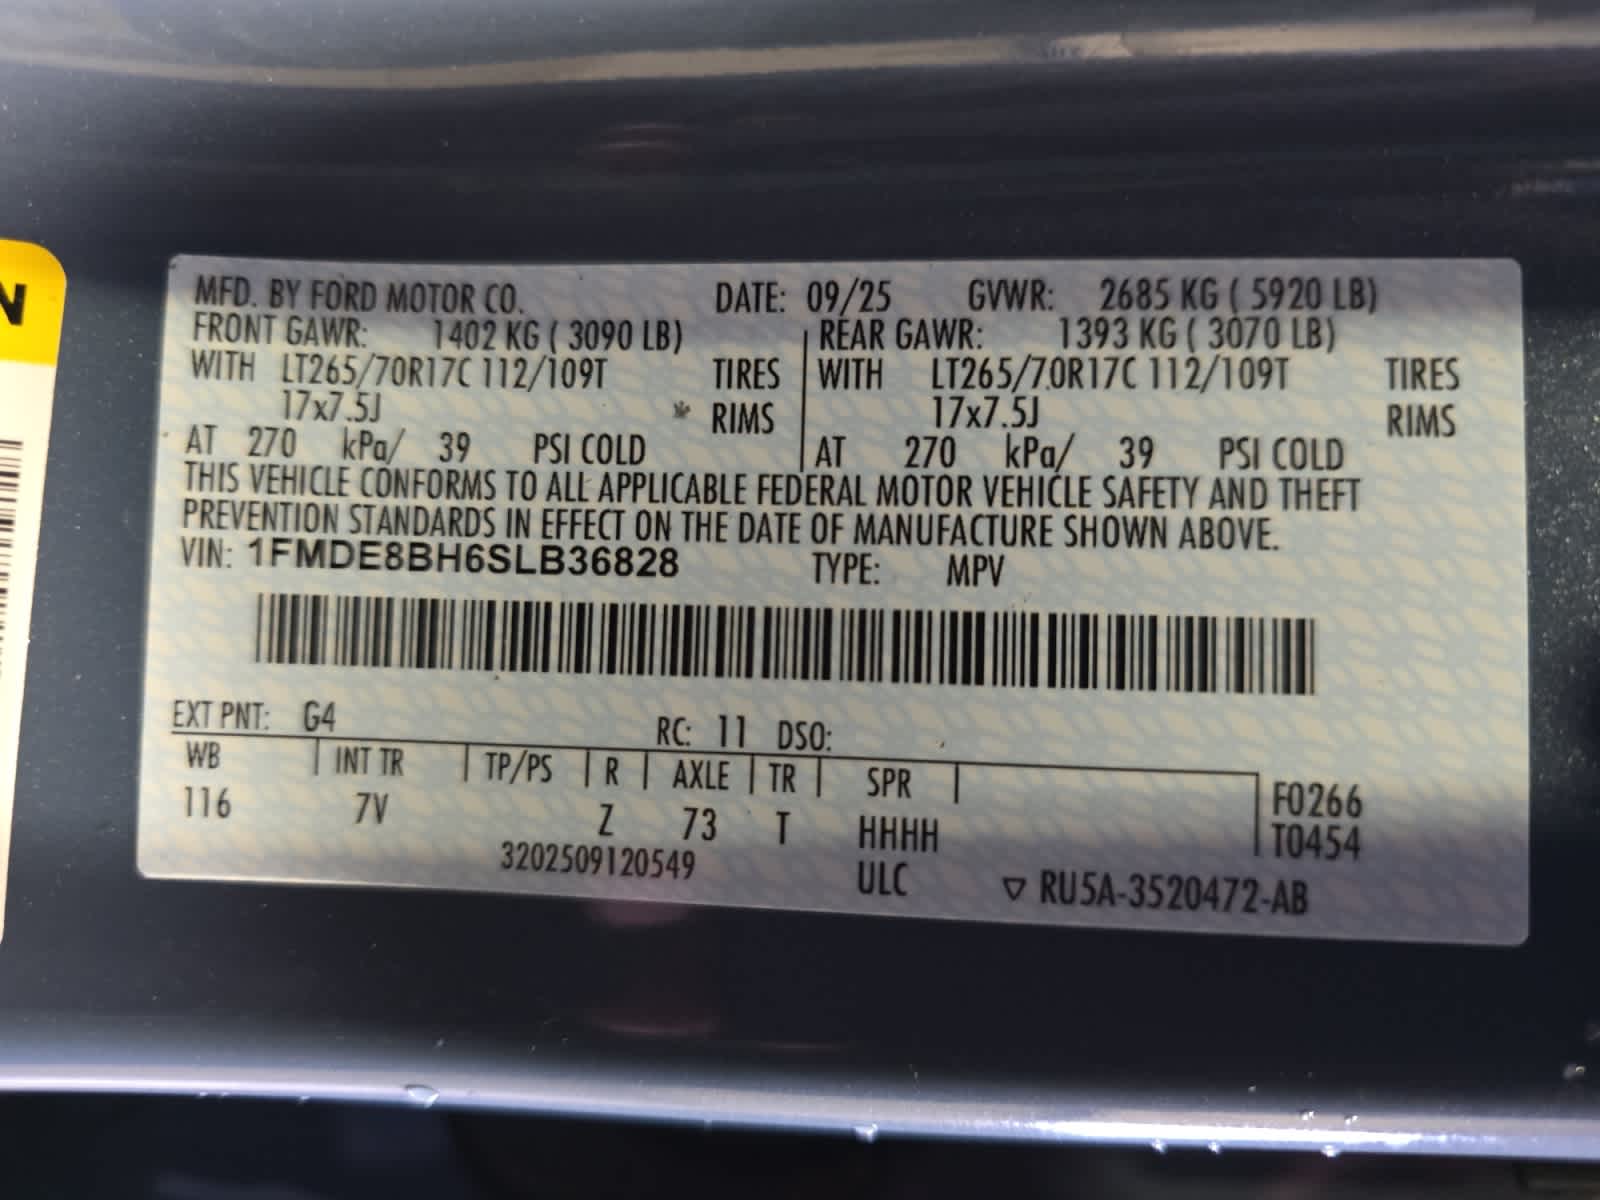 N
MFD. BY FORD MOTOR CO. DATE: 09/25 GVWR: 2685 KG ( 5920 LB)
FRONT GAWR: 1402 KG ( 3090 LB) REAR GAWR: 1393 KG ( 3070 LB)
WITH LT265/70R17C 112/109T TIRES WITH LT265/70R17C 112/109T TIRES
17x7.5J RIMS 17x7.5J RIMS
AT 270 kPa/ 39 PSI COLD AT 270 kPa/ 39 PSI COLD
THIS VEHICLE CONFORMS TO ALL APPLICABLE FEDERAL MOTOR VEHICLE SAFETY AND THEFT
PREVENTION STANDARDS IN EFFECT ON THE DATE OF MANUFACTURE SHOWN ABOVE.
VIN: 1FMDE8BH6SLB36828 TYPE: MPV
EXT PNT: G4 RC: 11 DSO:
WB INT TR TP/PS R AXLE TR SPR F0266
116 7V Z 73 T HHHH T0454
3202509120549 ULC ▽ RU5A-3520472-AB